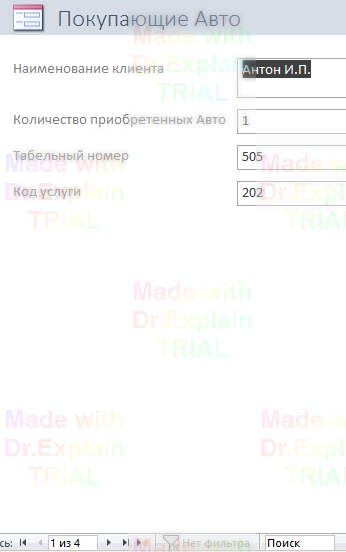 Покупающие Авто
Наименование клиента
Антон И.П.
Количество приобретенных Авто
1
Табельный номер
505
Код услуги
202
Made with
Dr.Explain
TRIAL
Made with
Dr.Explain
TRIAL
Made with
Dr.Explain
TRIAL
Made with
Dr.Explain
TRIAL
Made with
Dr.Explain
TRIAL
Made with
Dr.Explain
TRIAL
сь:
1 из 4
Нет фильтра
Поиск
Made with